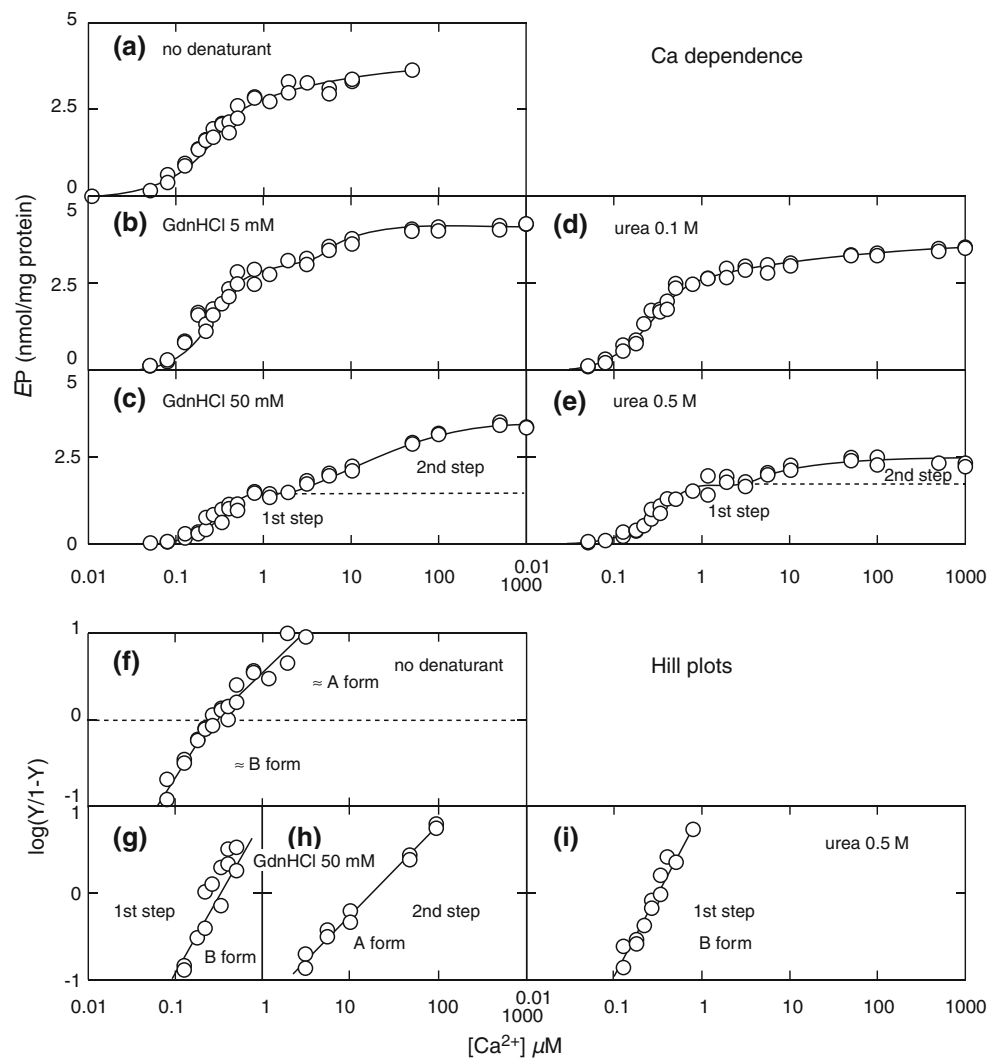 5
(a) no denaturant
Ca dependence
2.5
0
5
(b) GdnHCl 5 mM
(d) urea 0.1 M
2.5
0
5
(c) GdnHCl 50 mM
(e) urea 0.5 M
2.5
2nd step
2nd step
1st step
1st step
0
EP (nmol/mg protein)
0.01 0.1 1 10 100 1000
0.01 0.1 1 10 100 1000
1
(f) no denaturant
Hill plots
≈ A form
0
≈ B form
-1
1
(g) (h) (i)
GdnHCl 50 mM
urea 0.5 M
0
1st step
2nd step
1st step
B form
A form
B form
-1
log(Y/1-Y)
0.01 0.1 1 10 100 1000
0.01 0.1 1 10 100 1000
[Ca2+] μM